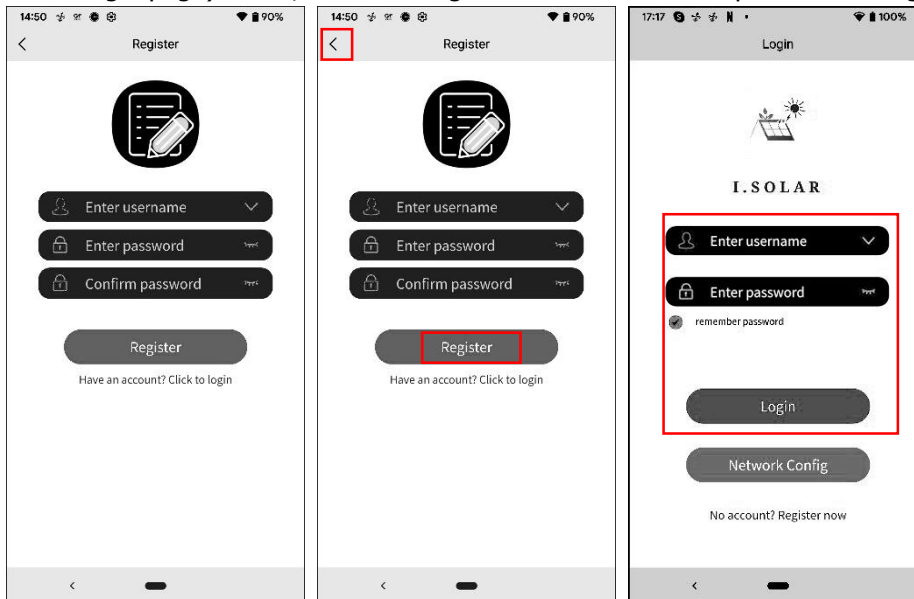 14:50 90%
Register
Enter username
Enter password
Confirm password
Register
Have an account? Click to login
14:50 90%
Register
Enter username
Enter password
Confirm password
Register
Have an account? Click to login
17:17 100%
Login
I.SOLAR
Enter username
Enter password
remember password
Login
Network Config
No account? Register now